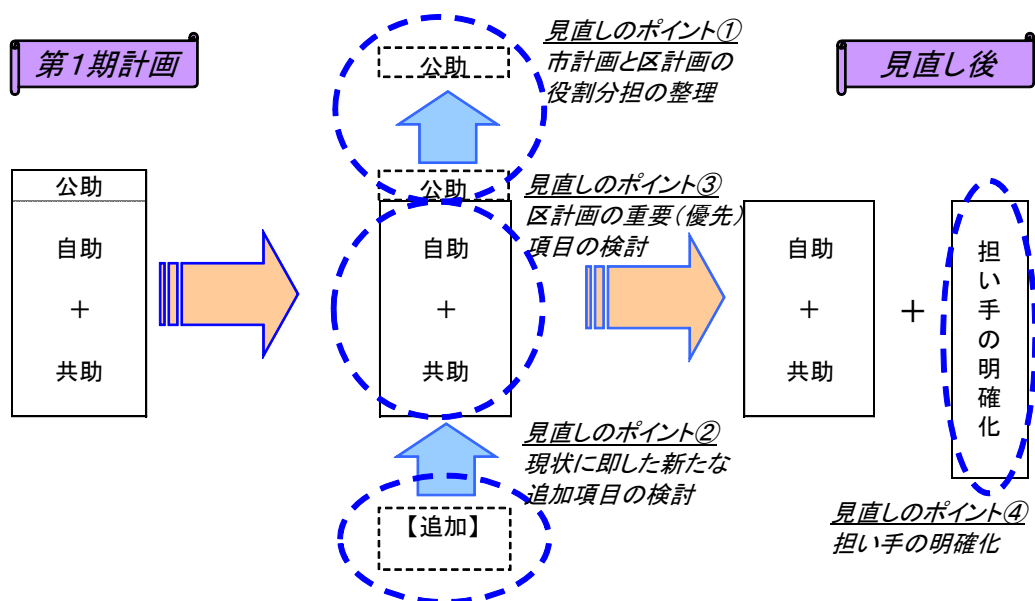 第１期計画
公助
自助
＋
共助
公助
公助
自助
＋
共助
【追加】
見直しのポイント①
市計画と区計画の
役割分担の整理
見直しのポイント③
区計画の重要（優先）
項目の検討
見直しのポイント②
現状に即した新たな
追加項目の検討
見直し後
自助
＋
共助
＋
担い手の明確化
見直しのポイント④
担い手の明確化